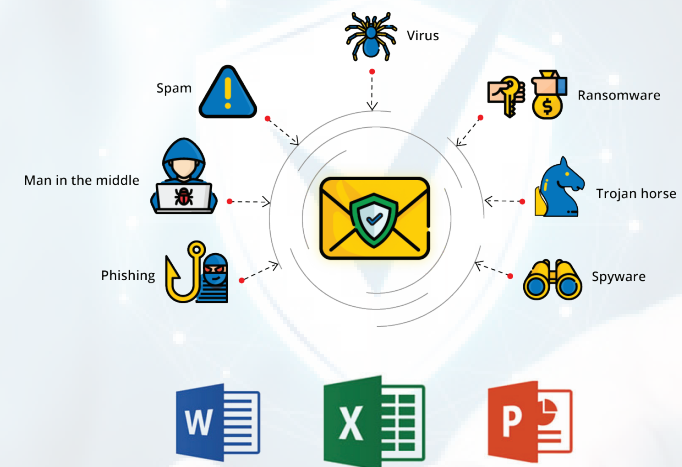 Virus
Spam
Ransomware
Man in the middle
Trojan horse
Phishing
Spyware
$
W
X
P